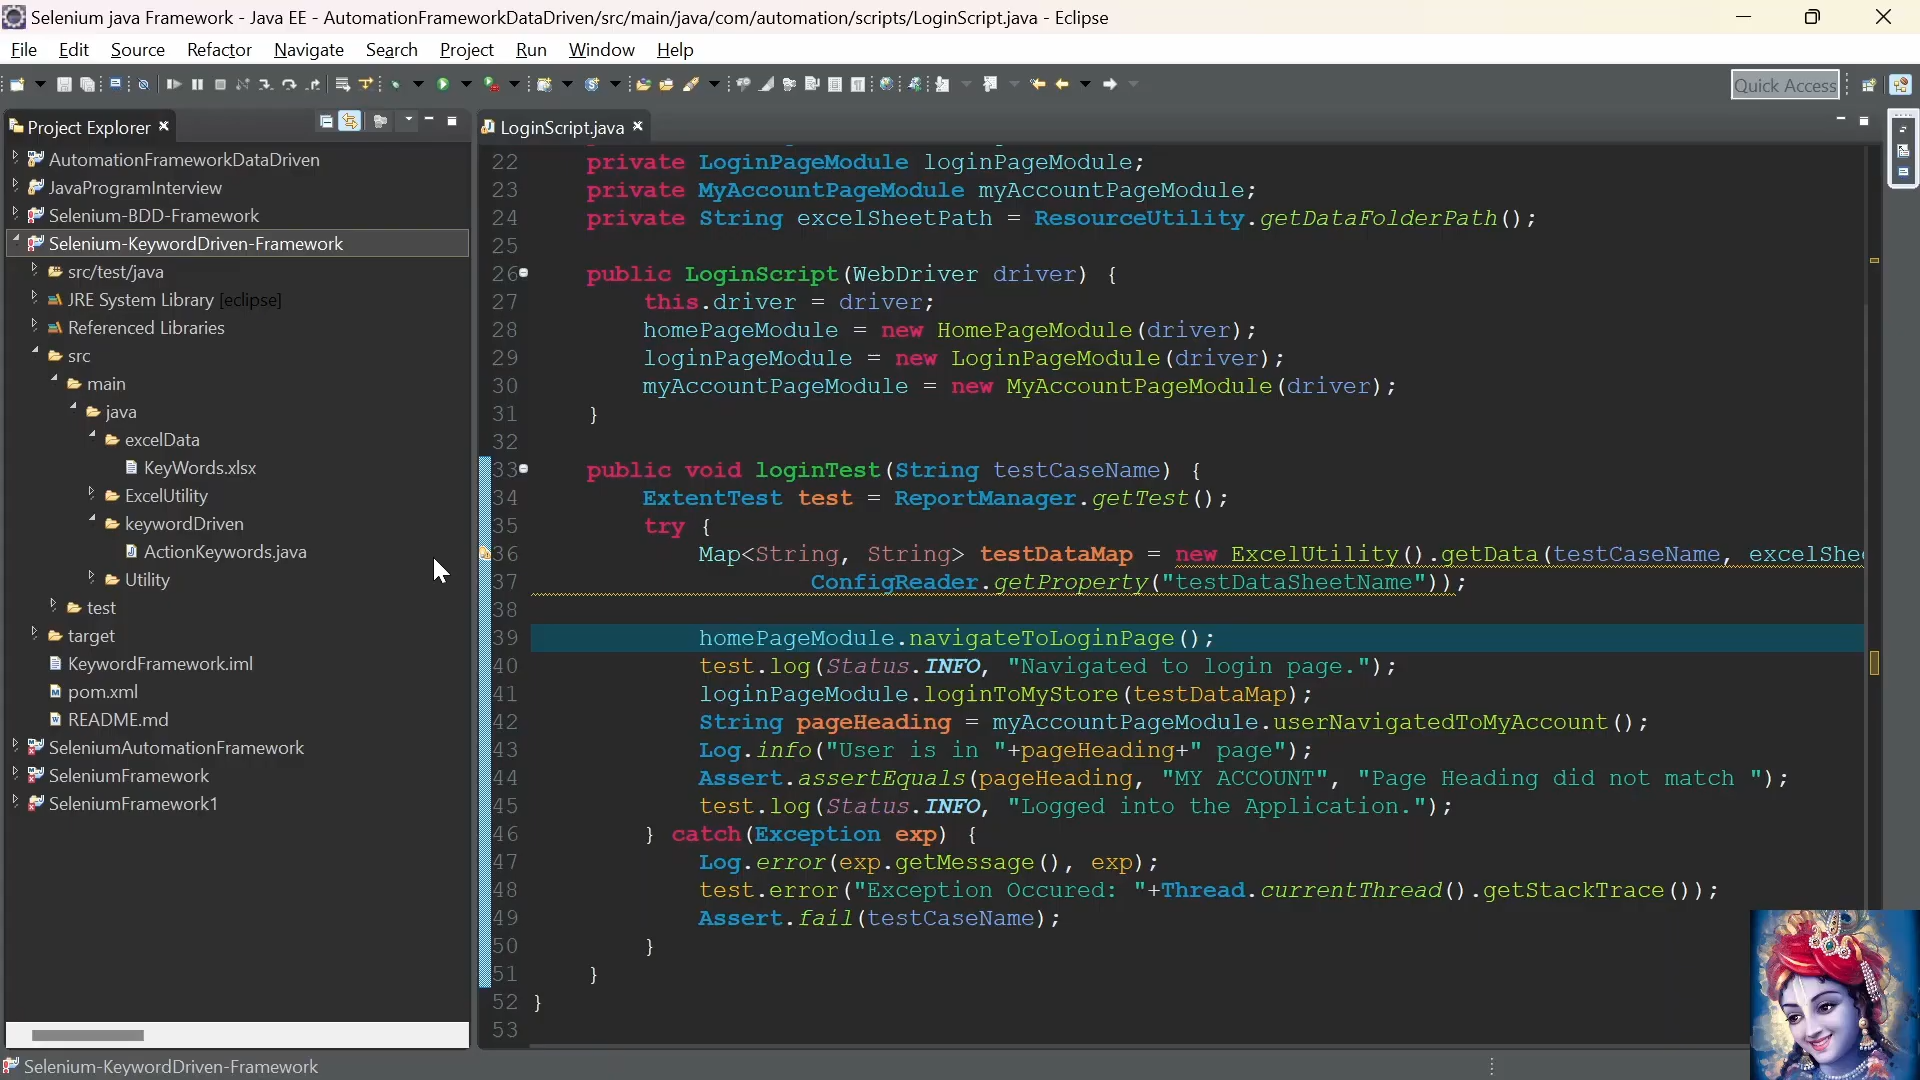 Selenium java Framework - Java EE - AutomationFrameworkDataDriven/src/main/java/com/automation/scripts/LoginScript.java - Eclipse
File Edit Source Refactor Navigate Search Project Run Window Help
Quick Access
Project Explorer
AutomationFrameworkDataDriven
JavaProgramInterview
Selenium-BDD-Framework
Selenium-KeywordDriven-Framework
src/test/java
JRE System Library [eclipse]
Referenced Libraries
src
main
java
excelData
KeyWords.xlsx
ExcelUtility
keywordDriven
ActionKeywords.java
Utility
test
target
KeywordFramework.iml
pom.xml
README.md
SeleniumAutomationFramework
SeleniumFramework
SeleniumFramework1
LoginScript.java
22 private LoginPageModule loginPageModule;
23 private MyAccountPageModule myAccountPageModule;
24 private String excelSheetPath = ResourceUtility.getDataFolderPath();
25
26 public LoginScript(WebDriver driver) {
27 this.driver = driver;
28 homePageModule = new HomePageModule(driver);
29 loginPageModule = new LoginPageModule(driver);
30 myAccountPageModule = new MyAccountPageModule(driver);
31 }
32
33 public void loginTest(String testCaseName) {
34 ExtentTest test = ReportManager.getTest();
35 try {
36 Map<String, String> testDataMap = new ExcelUtility().getData(testCaseName, excelShe
37 ConfigReader.getProperty("testDataSheetName"));
38
39 homePageModule.navigateToLoginPage();
40 test.log(Status.INFO, "Navigated to login page.");
41 loginPageModule.loginToMyStore(testDataMap);
42 String pageHeading = myAccountPageModule.userNavigatedToMyAccount();
43 Log.info("User is in "+pageHeading+" page");
44 Assert.assertEquals(pageHeading, "MY ACCOUNT", "Page Heading did not match ");
45 test.log(Status.INFO, "Logged into the Application.");
46 } catch(Exception exp) {
47 Log.error(exp.getMessage(), exp);
48 test.error("Exception Occured: "+Thread.currentThread().getStackTrace());
49 Assert.fail(testCaseName);
50 }
51 }
52 }
53
Selenium-KeywordDriven-Framework